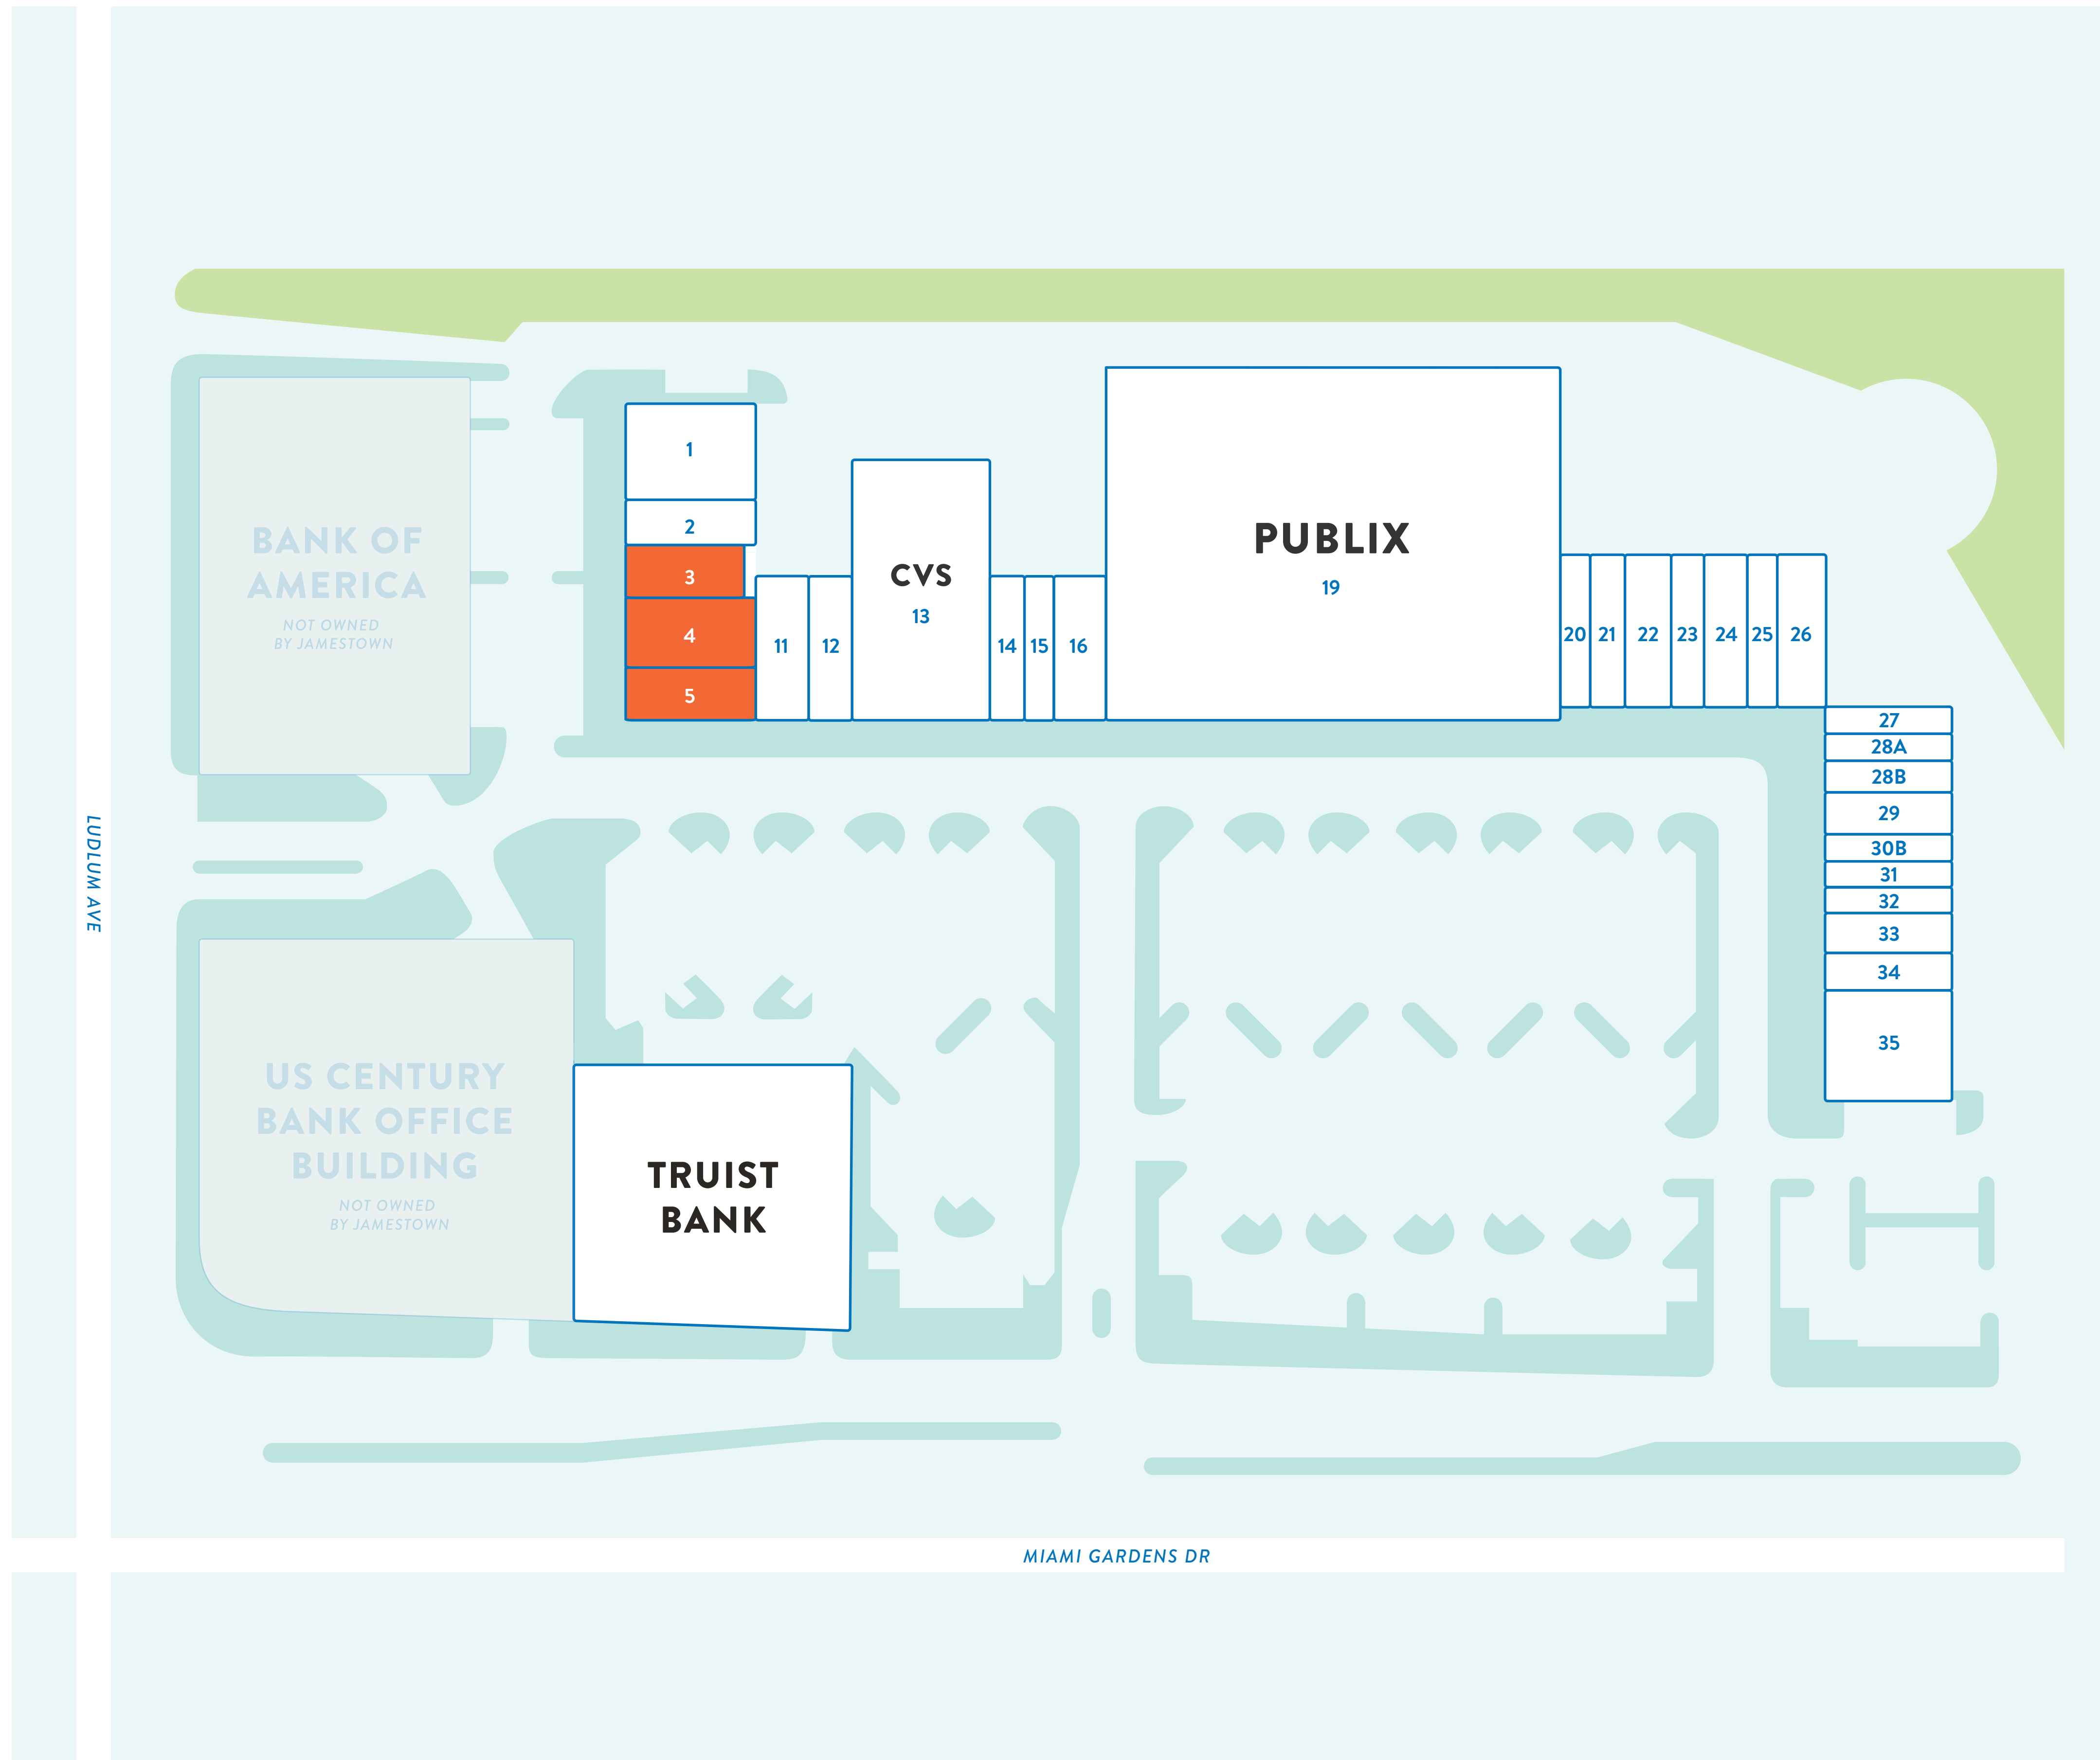 BANK OF
AMERICA
NOT OWNED
BY JAMESTOWN
1
2
3
4
5
11
12
CVS
13
14
15
16
PUBLIX
19
20
21
22
23
24
25
26
27
28A
28B
29
30B
31
32
33
34
35
LUDLUM AVE
US CENTURY
BANK OFFICE
BUILDING
NOT OWNED
BY JAMESTOWN
TRUIST
BANK
MIAMI GARDENS DR